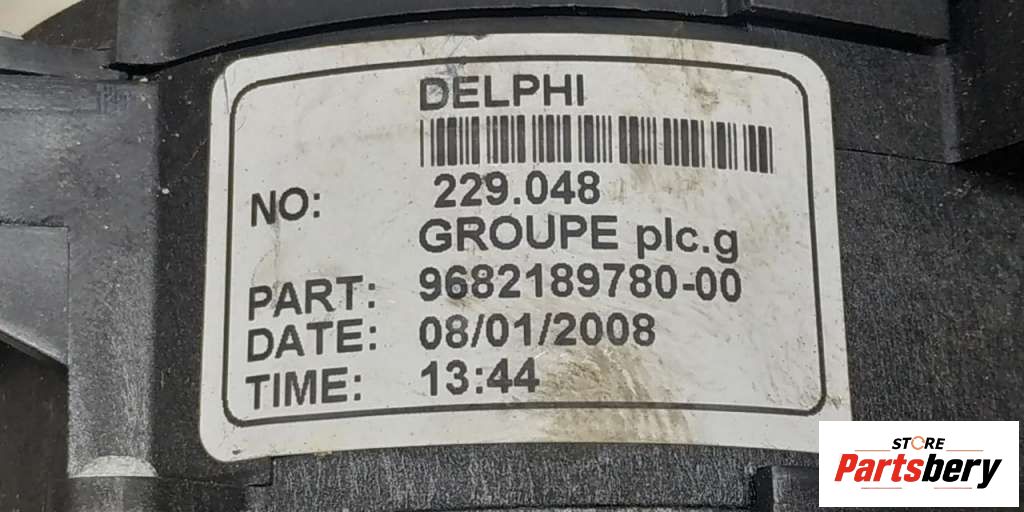 DELPHI
NO: 229.048
GROUPE plc.g
PART: 9682189780-00
DATE: 08/01/2008
TIME: 13:44
STORE
Partsbery